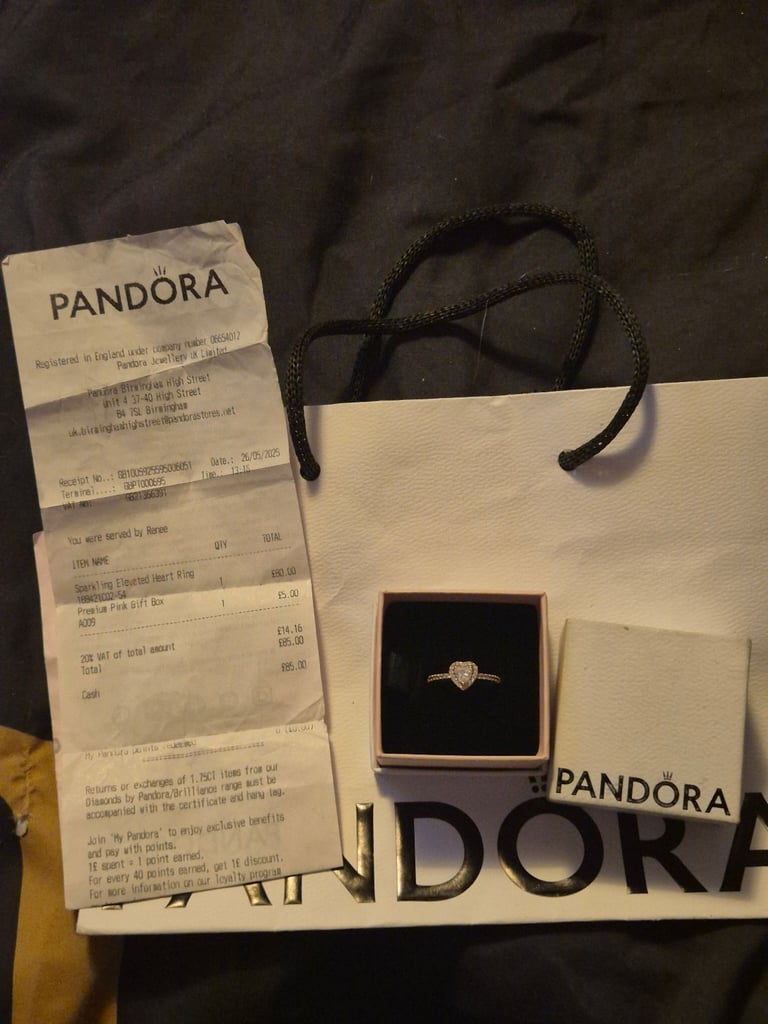 PANDORA
Registered in England under company number 06654012
Pandora Jewellery UK Limited
Pandora Birmingham High Street
Unit 4 37-40 High Street
B4 7SL Birmingham
uk.birminghamhighstreet@pandorastores.net
Receipt No..: Date.: 26/05/2025
Terminal....: GBP1000695 Time.: 13.16
VAT No: GB21366391
You were served by Renee
ITEM NAME QTY TOTAL
Sparkling Elevated Heart Ring 1 £80.00
188421C02-54
Premium Pink Gift Box 1 £5.00
A009
20% VAT of total amount £14.16
Total £85.00
Cash £85.00
My Pandora points redeemed 0 (£0.00)
Returns or exchanges of 1.75Ct items from our
Diamonds by Pandora/Brilliance range must be
accompanied with the certificate and hang tag.
Join 'My Pandora' to enjoy exclusive benefits
and pay with points.
1£ spent = 1 point earned.
For every 40 points earned, get 1£ discount.
For more information on our loyalty program
PANDORA
PANDORA